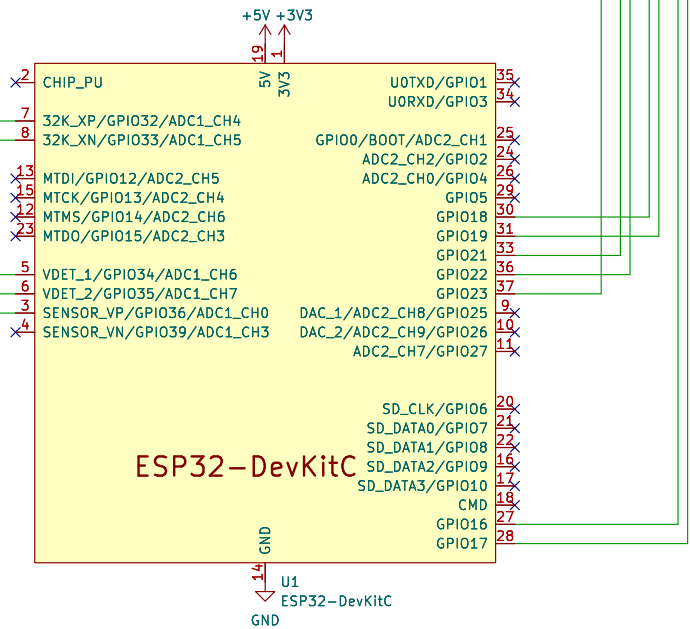 +5V +3V3
19 1
5V 3V3
2 CHIP_PU
7 32K_XP/GPIO32/ADC1_CH4
8 32K_XN/GPIO33/ADC1_CH5
13 MTDI/GPIO12/ADC2_CH5
15 MTCK/GPIO13/ADC2_CH4
12 MTMS/GPIO14/ADC2_CH6
23 MTDO/GPIO15/ADC2_CH3
5 VDET_1/GPIO34/ADC1_CH6
6 VDET_2/GPIO35/ADC1_CH7
3 SENSOR_VP/GPIO36/ADC1_CH0
4 SENSOR_VN/GPIO39/ADC1_CH3
U0TXD/GPIO1 35
U0RXD/GPIO3 34
GPIO0/BOOT/ADC2_CH1 25
ADC2_CH2/GPIO2 24
ADC2_CH0/GPIO4 26
GPIO5 29
GPIO18 30
GPIO19 31
GPIO21 33
GPIO22 36
GPIO23 37
DAC_1/ADC2_CH8/GPIO25 9
DAC_2/ADC2_CH9/GPIO26 10
ADC2_CH7/GPIO27 11
SD_CLK/GPIO6 20
SD_DATA0/GPIO7 21
SD_DATA1/GPIO8 22
SD_DATA2/GPIO9 16
SD_DATA3/GPIO10 17
CMD 18
GPIO16 27
GPIO17 28
ESP32-DevKitC
GND
14
U1
ESP32-DevKitC
GND